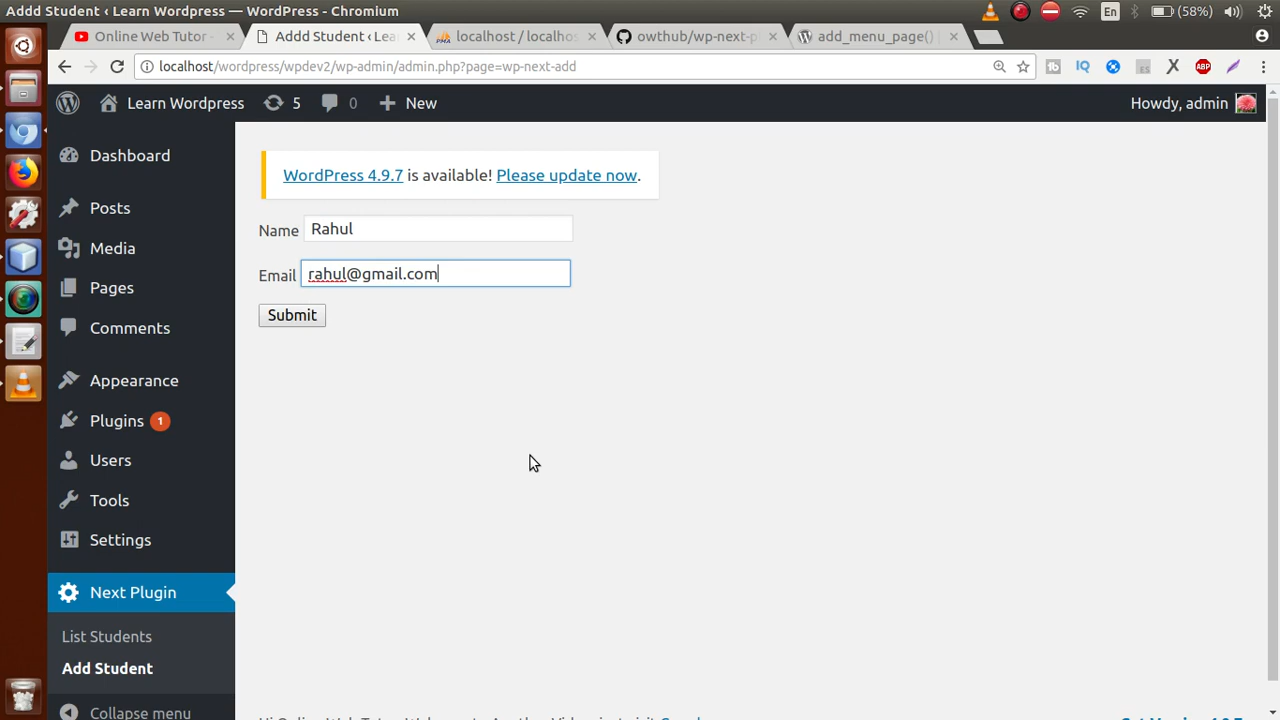 Addd Student ‹ Learn Wordpress — WordPress - Chromium
En
(58%)
Online Web Tutor -
Addd Student ‹ Lea
localhost / localhos
owthub/wp-next-p
add_menu_page() |
localhost/wordpress/wpdev2/wp-admin/admin.php?page=wp-next-add
Learn Wordpress
5
0
New
Howdy, admin
Dashboard
Posts
Media
Pages
Comments
Appearance
Plugins 1
Users
Tools
Settings
Next Plugin
List Students
Add Student
Collapse menu
WordPress 4.9.7 is available! Please update now.
Name Rahul
Email rahul@gmail.com
Submit